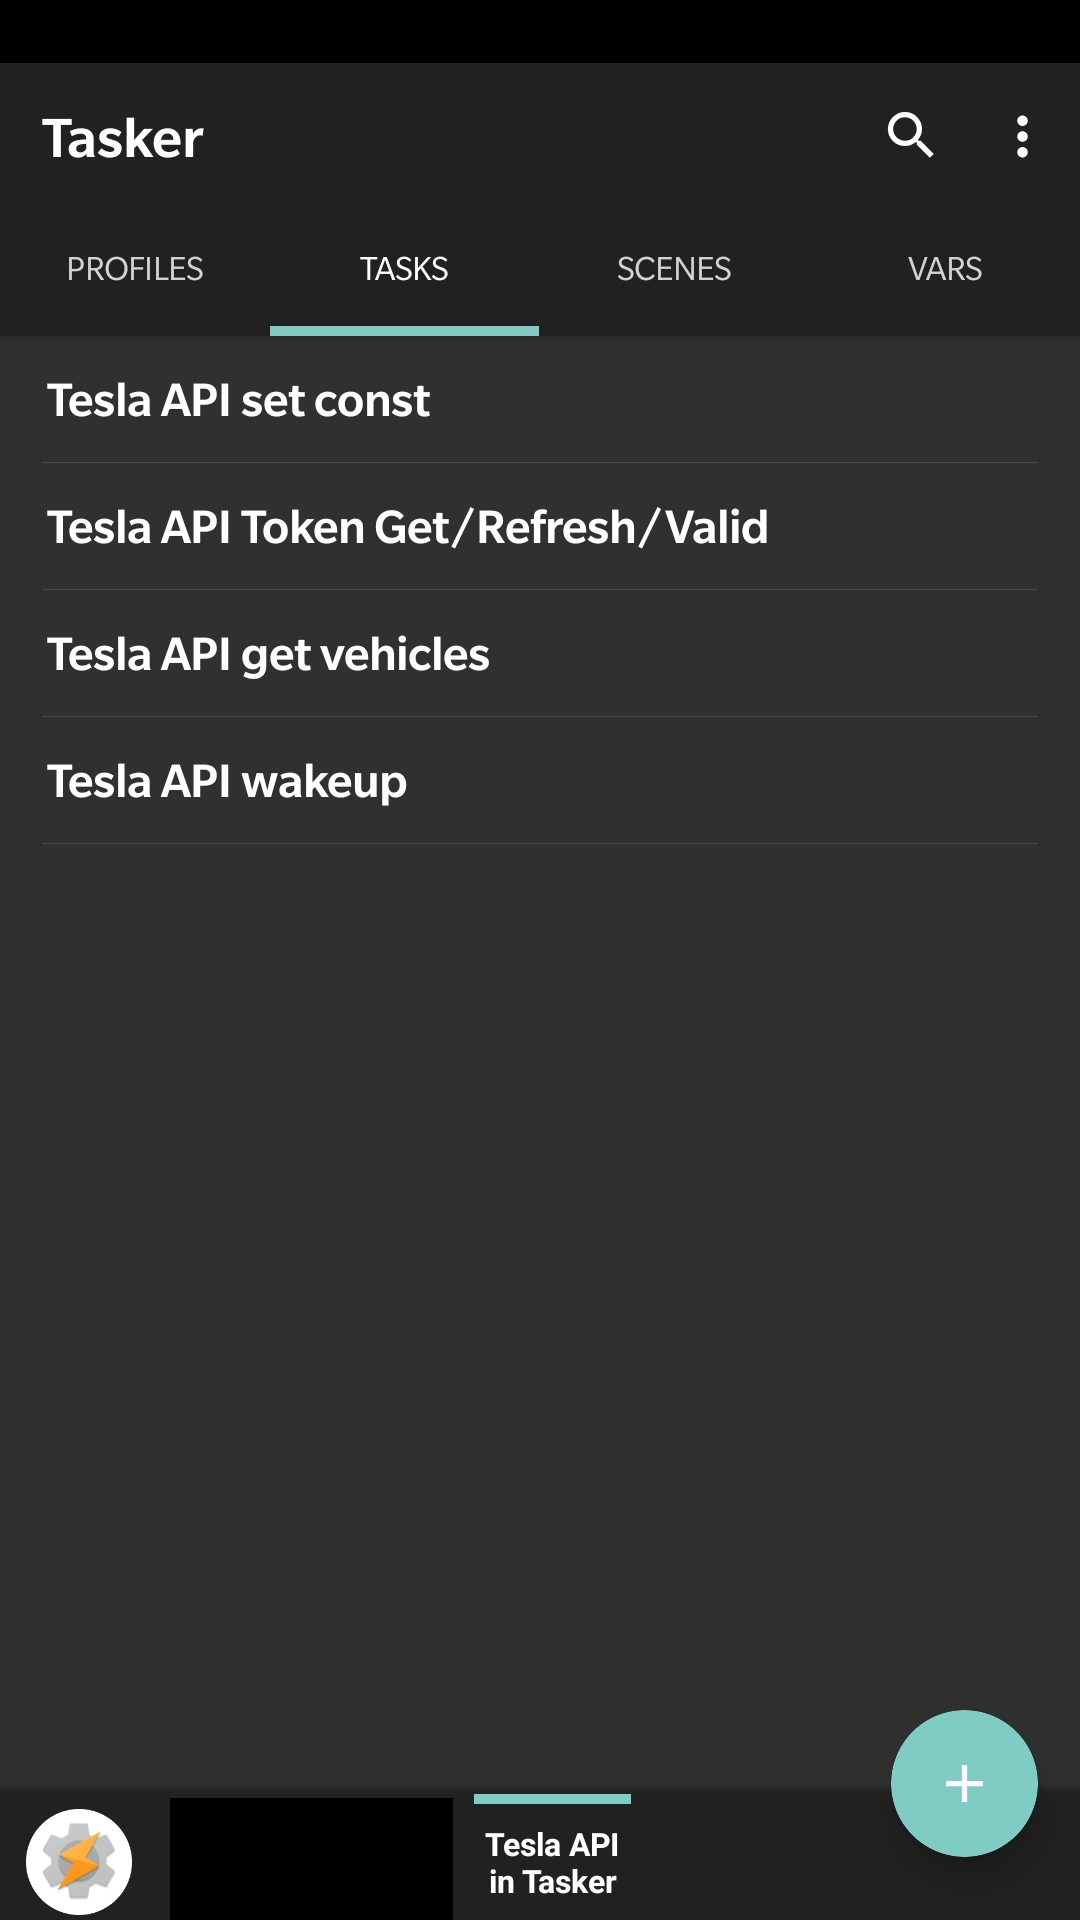 Tasker
PROFILES TASKS SCENES VARS
Tesla API set const
Tesla API Token Get/Refresh/Valid
Tesla API get vehicles
Tesla API wakeup
Tesla API
in Tasker